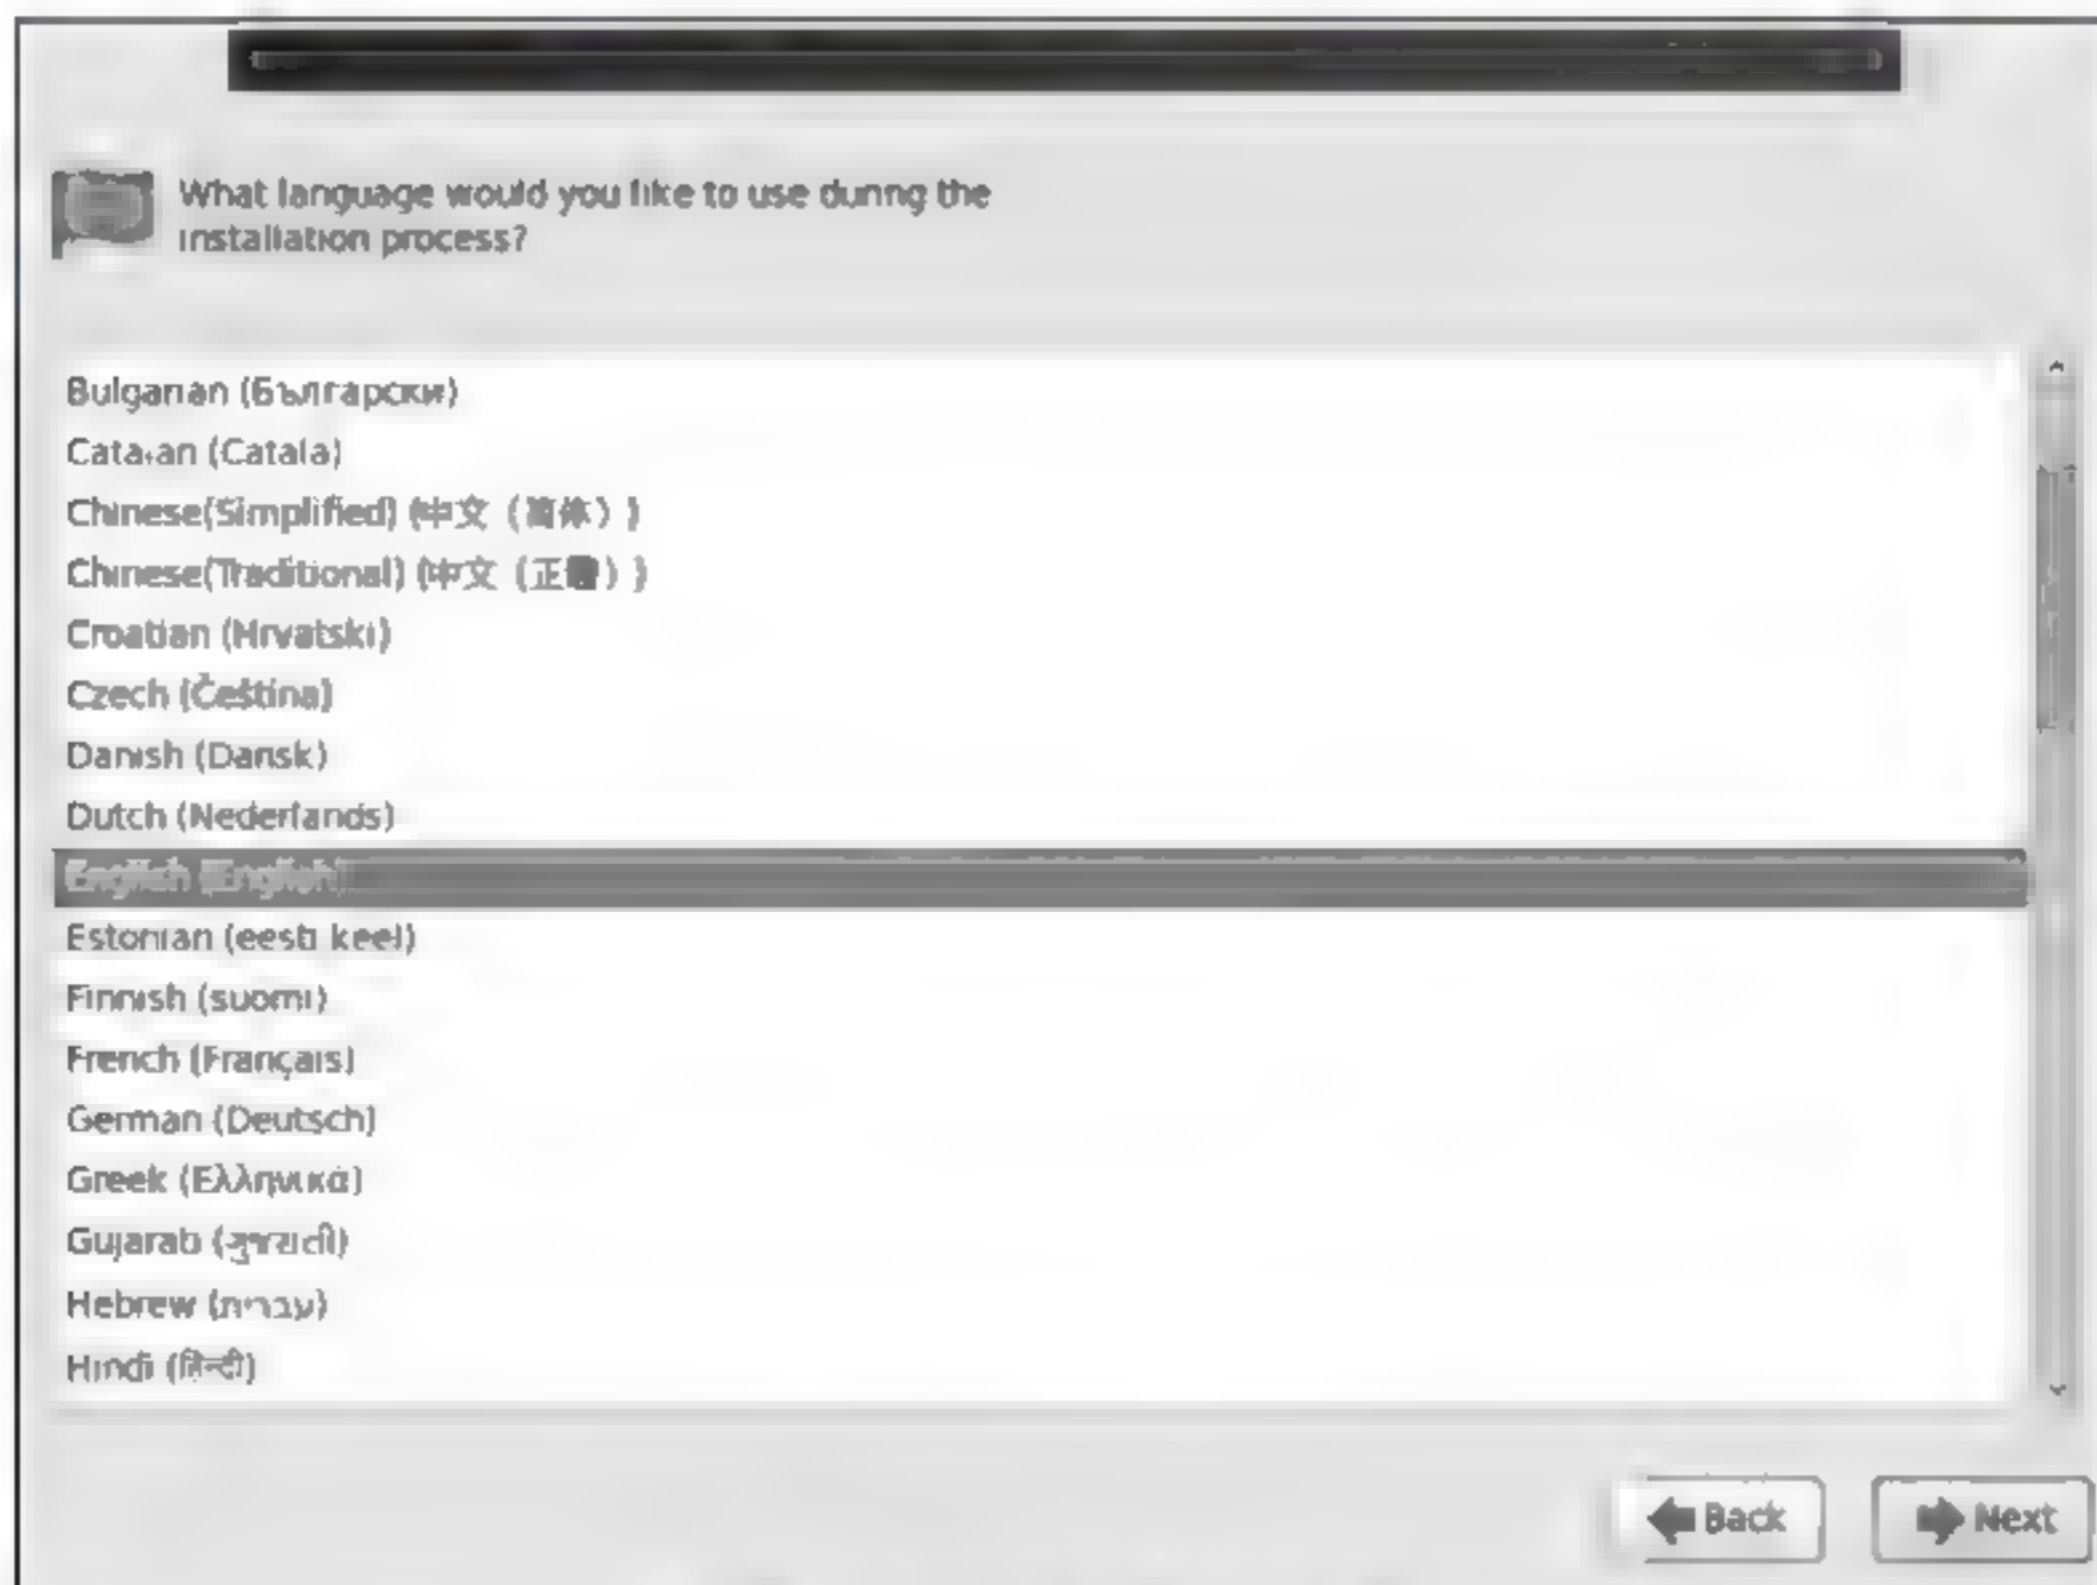 What language would you like to use during the
installation process?
Bulgarian (Български)
Catalan (Català)
Chinese(Simplified) (中文（简体）)
Chinese(Traditional) (中文（正體）)
Croatian (Hrvatski)
Czech (Čeština)
Danish (Dansk)
Dutch (Nederlands)
English (English)
Estonian (eesti keel)
Finnish (suomi)
French (Français)
German (Deutsch)
Greek (Ελληνικά)
Gujarati (ગુજરાતી)
Hebrew (עברית)
Hindi (हिन्दी)
Back
Next